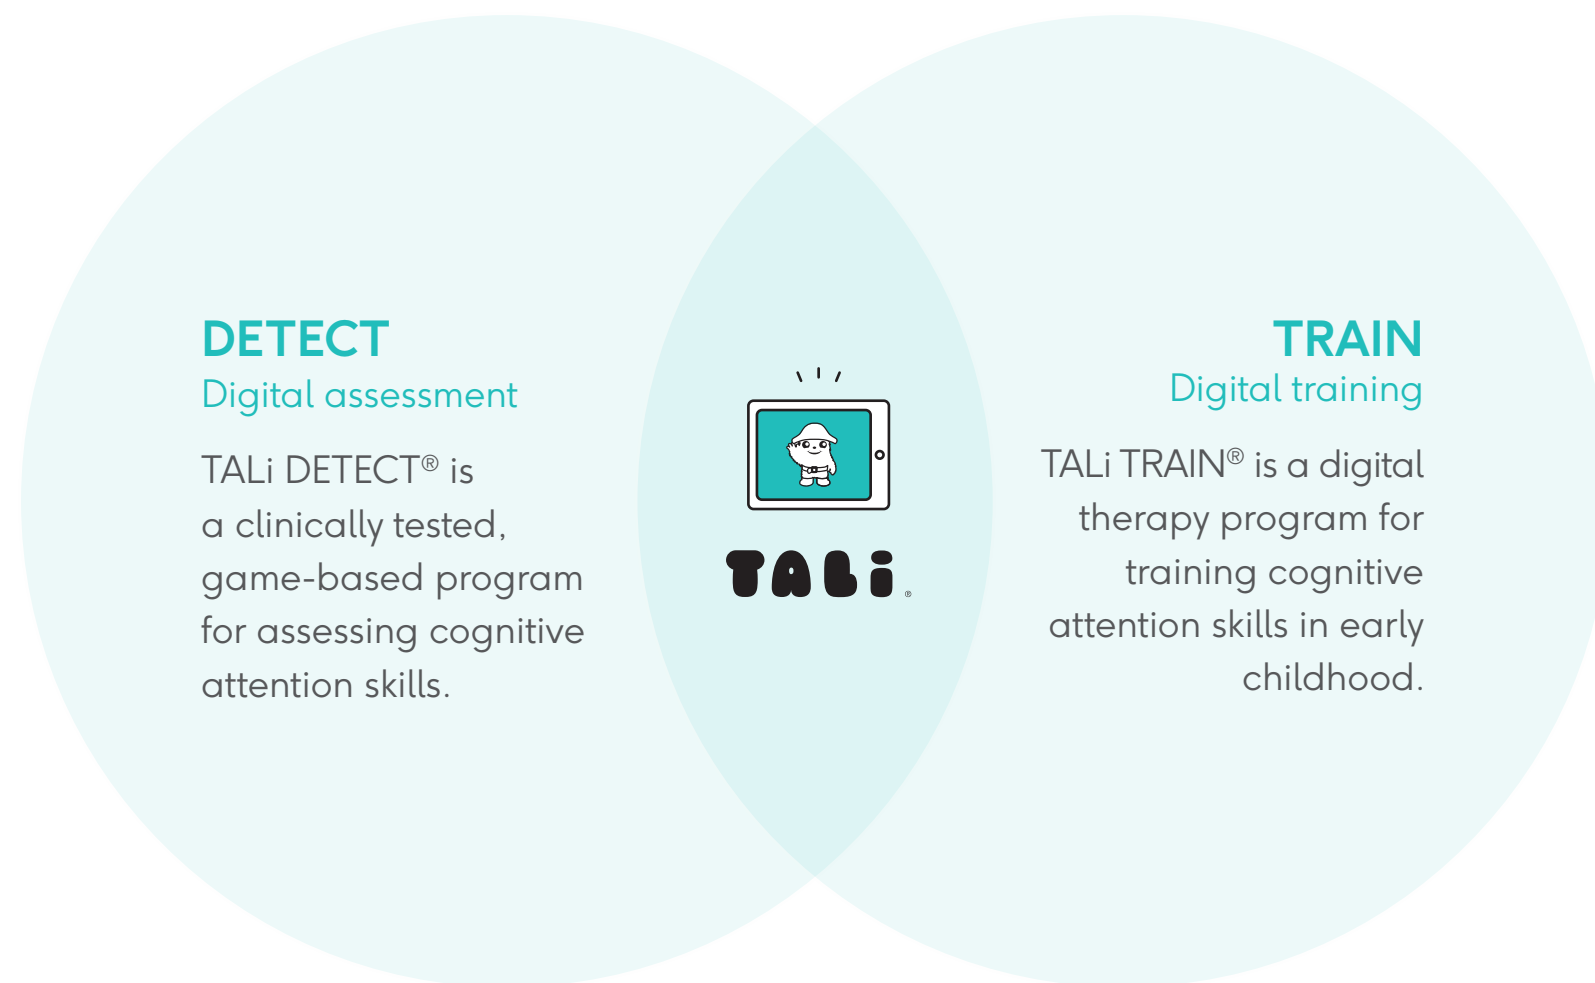 DETECT
Digital assessment
TALi DETECT® is
a clinically tested,
game-based program
for assessing cognitive
attention skills.
TALi®
TRAIN
Digital training
TALi TRAIN® is a digital
therapy program for
training cognitive
attention skills in early
childhood.